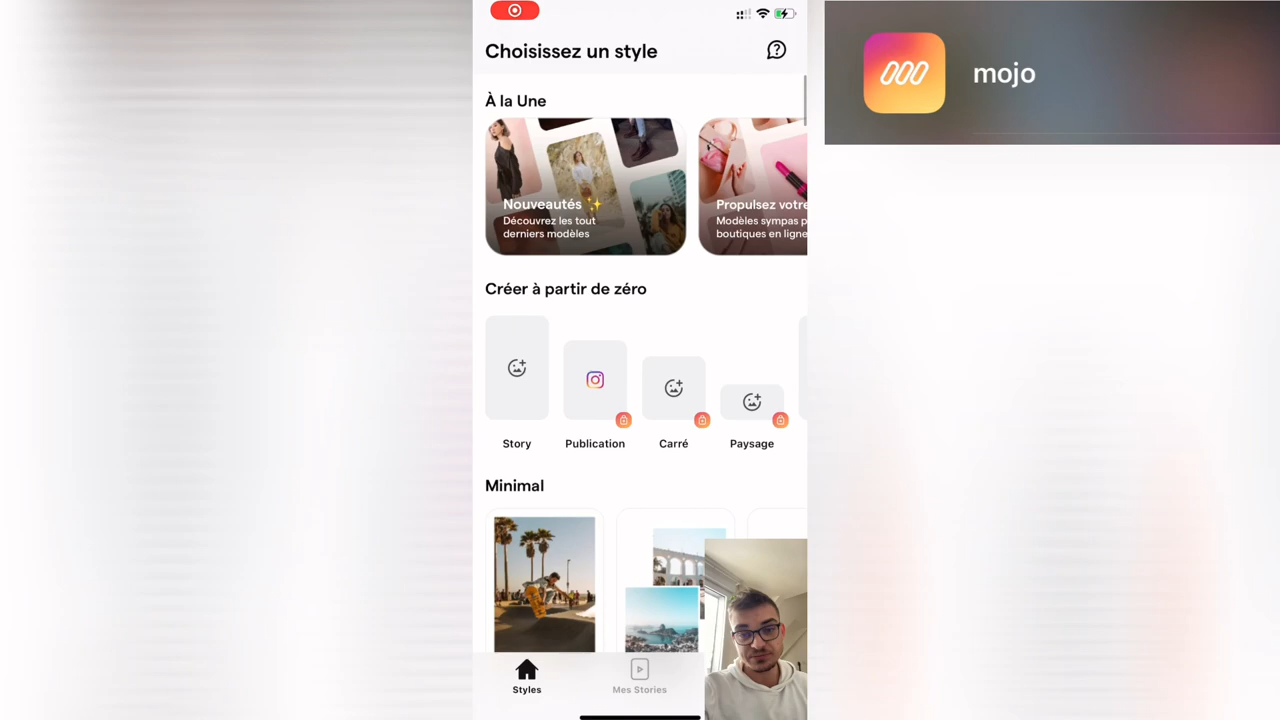 Choisissez un style
mojo
À la Une
Nouveautés ✨
Découvrez les tout
derniers modèles
Propulsez votre
Modèles sympas p
boutiques en ligne
Créer à partir de zéro
Story
Publication
Carré
Paysage
Minimal
Styles
Mes Stories